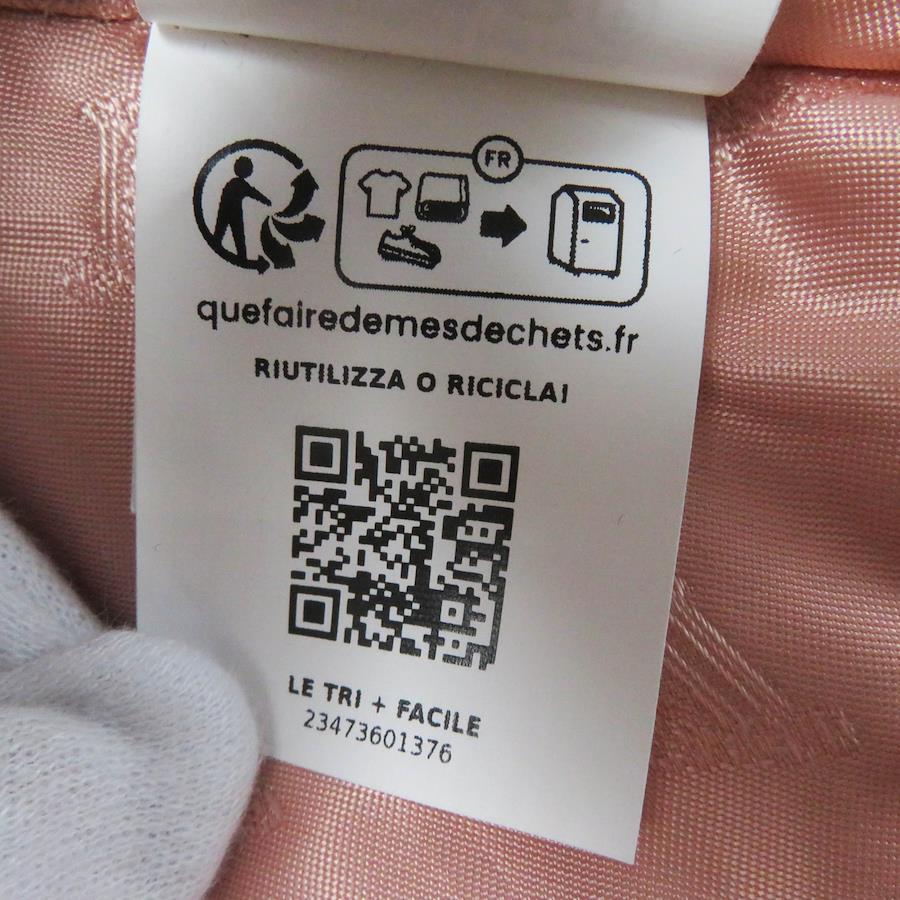 FR
quefairedemesdechets.fr
RIUTILIZZA O RICICLA!
LE TRI + FACILE
23473601376